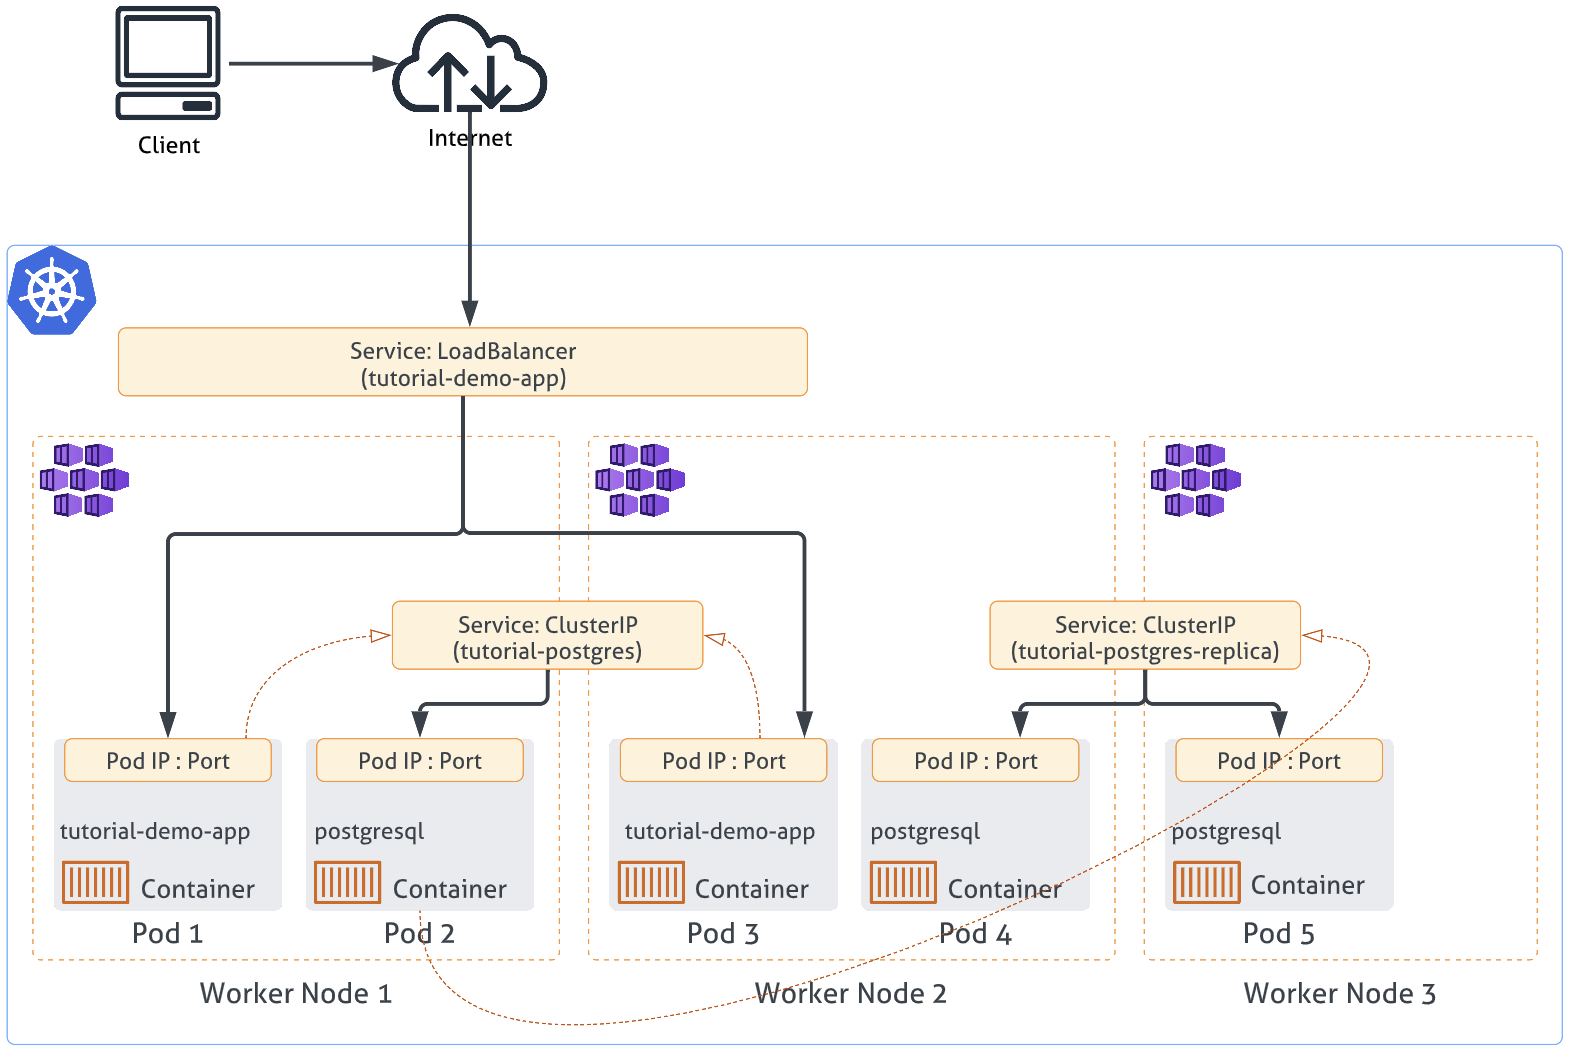 Client
Internet
Service: LoadBalancer
(tutorial-demo-app)
Service: ClusterIP
(tutorial-postgres)
Service: ClusterIP
(tutorial-postgres-replica)
Pod IP : Port
tutorial-demo-app
Container
Pod 1
Pod IP : Port
postgresql
Container
Pod 2
Worker Node 1
Pod IP : Port
tutorial-demo-app
Container
Pod 3
Pod IP : Port
postgresql
Container
Pod 4
Worker Node 2
Pod IP : Port
postgresql
Container
Pod 5
Worker Node 3